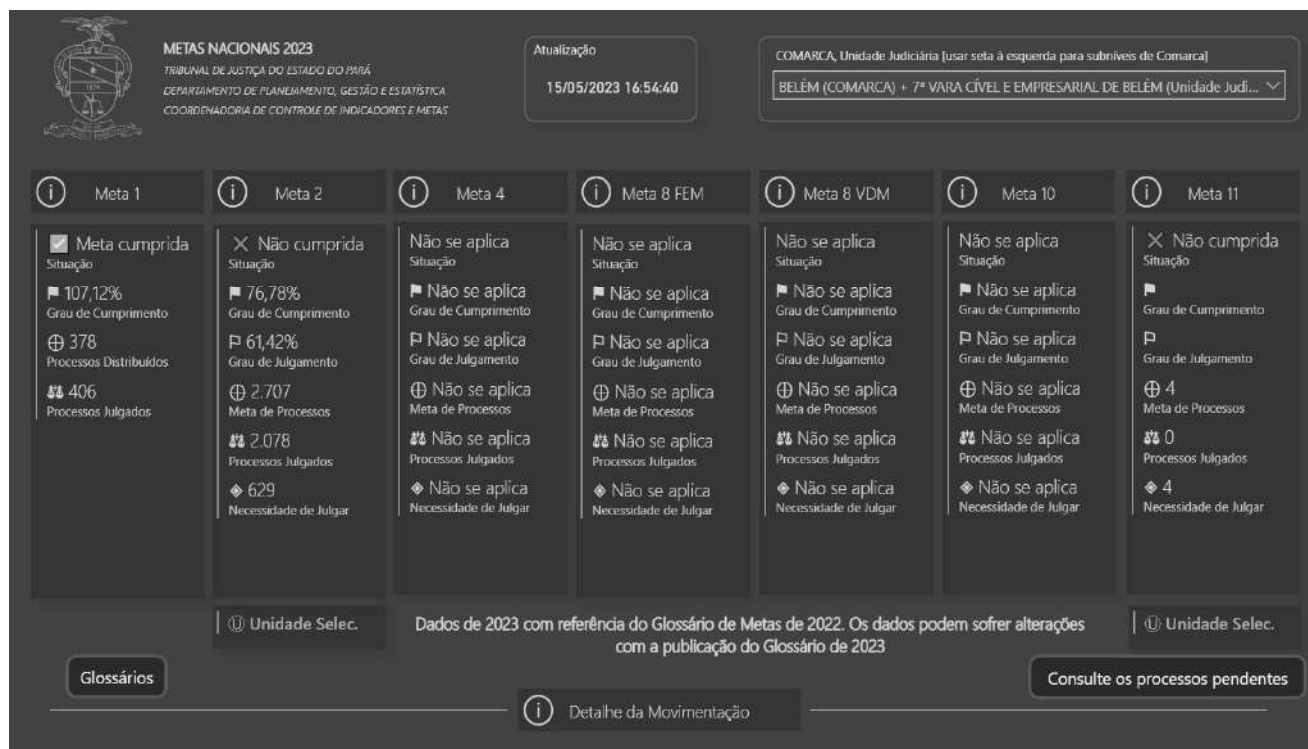 METAS NACIONAIS 2023
TRIBUNAL DE JUSTIÇA DO ESTADO DO PARÁ
DEPARTAMENTO DE PLANEJAMENTO, GESTÃO E ESTATÍSTICA
COORDENADORIA DE CONTROLE DE INDICADORES E METAS
Atualização
15/05/2023 16:54:40
COMARCA, Unidade Judiciária [usar seta à esquerda para subníveis de Comarca]
BELÉM (COMARCA) + 7ª VARA CÍVEL E EMPRESARIAL DE BELÉM (Unidade Judi...
Meta 1
Meta cumprida
Situação
107,12%
Grau de Cumprimento
378
Processos Distribuídos
406
Processos Julgados
Meta 2
Não cumprida
Situação
76,78%
Grau de Cumprimento
61,42%
Grau de Julgamento
2.707
Meta de Processos
2.078
Processos Julgados
629
Necessidade de Julgar
Unidade Selec.
Meta 4
Não se aplica
Situação
Não se aplica
Grau de Cumprimento
Não se aplica
Grau de Julgamento
Não se aplica
Meta de Processos
Não se aplica
Processos Julgados
Não se aplica
Necessidade de Julgar
Meta 8 FEM
Não se aplica
Situação
Não se aplica
Grau de Cumprimento
Não se aplica
Grau de Julgamento
Não se aplica
Meta de Processos
Não se aplica
Processos Julgados
Não se aplica
Necessidade de Julgar
Meta 8 VDM
Não se aplica
Situação
Não se aplica
Grau de Cumprimento
Não se aplica
Grau de Julgamento
Não se aplica
Meta de Processos
Não se aplica
Processos Julgados
Não se aplica
Necessidade de Julgar
Meta 10
Não se aplica
Situação
Não se aplica
Grau de Cumprimento
Não se aplica
Grau de Julgamento
Não se aplica
Meta de Processos
Não se aplica
Processos Julgados
Não se aplica
Necessidade de Julgar
Meta 11
Não cumprida
Situação
Grau de Cumprimento
Grau de Julgamento
4
Meta de Processos
0
Processos Julgados
4
Necessidade de Julgar
Unidade Selec.
Dados de 2023 com referência do Glossário de Metas de 2022. Os dados podem sofrer alterações
com a publicação do Glossário de 2023
Glossários
Consulte os processos pendentes
Detalhe da Movimentação